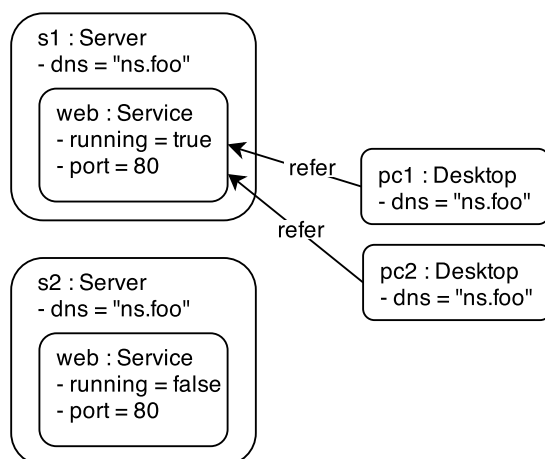 s1 : Server
- dns = "ns.foo"
web : Service
- running = true
- port = 80
refer
pc1 : Desktop
- dns = "ns.foo"
refer
pc2 : Desktop
- dns = "ns.foo"
s2 : Server
- dns = "ns.foo"
web : Service
- running = false
- port = 80